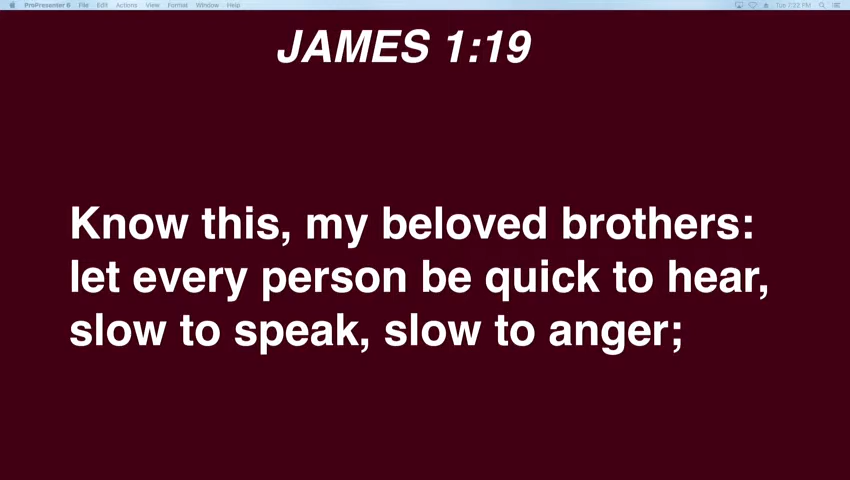 ProPresenter 6 File Edit Actions View Format Window Help Tue 7:22 PM
JAMES 1:19
Know this, my beloved brothers:
let every person be quick to hear,
slow to speak, slow to anger;